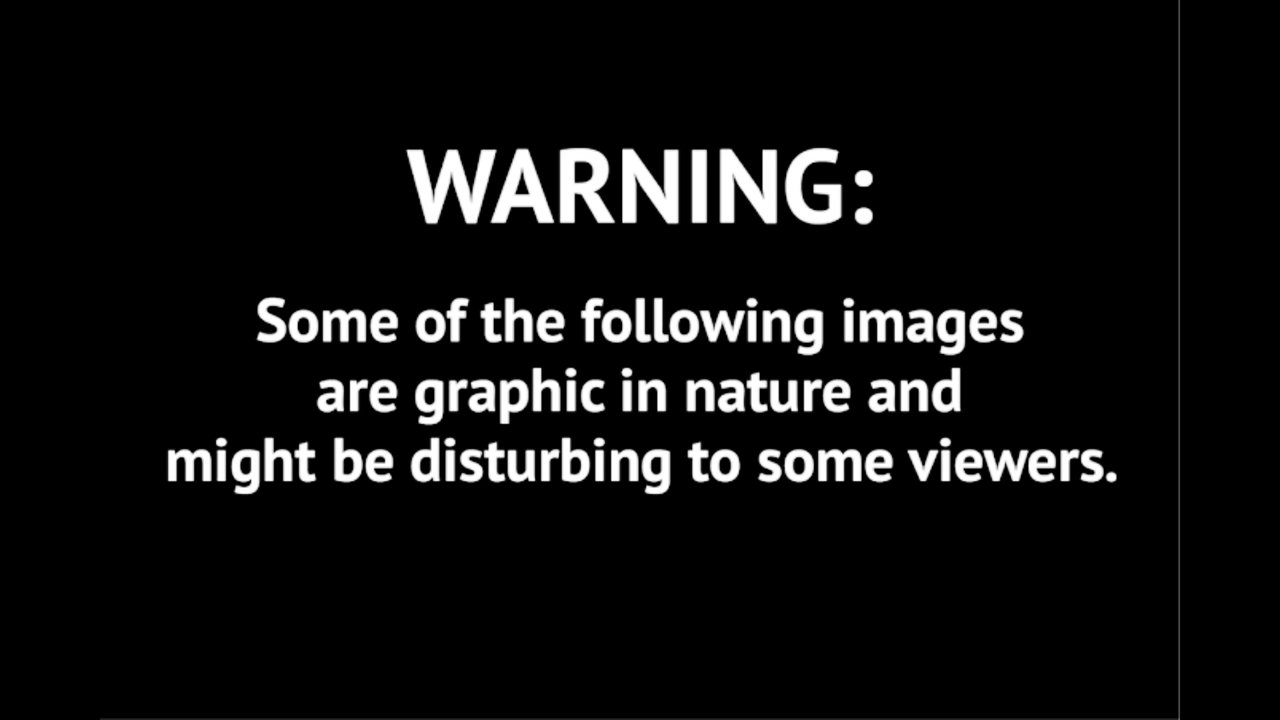 WARNING:
Some of the following images
are graphic in nature and
might be disturbing to some viewers.